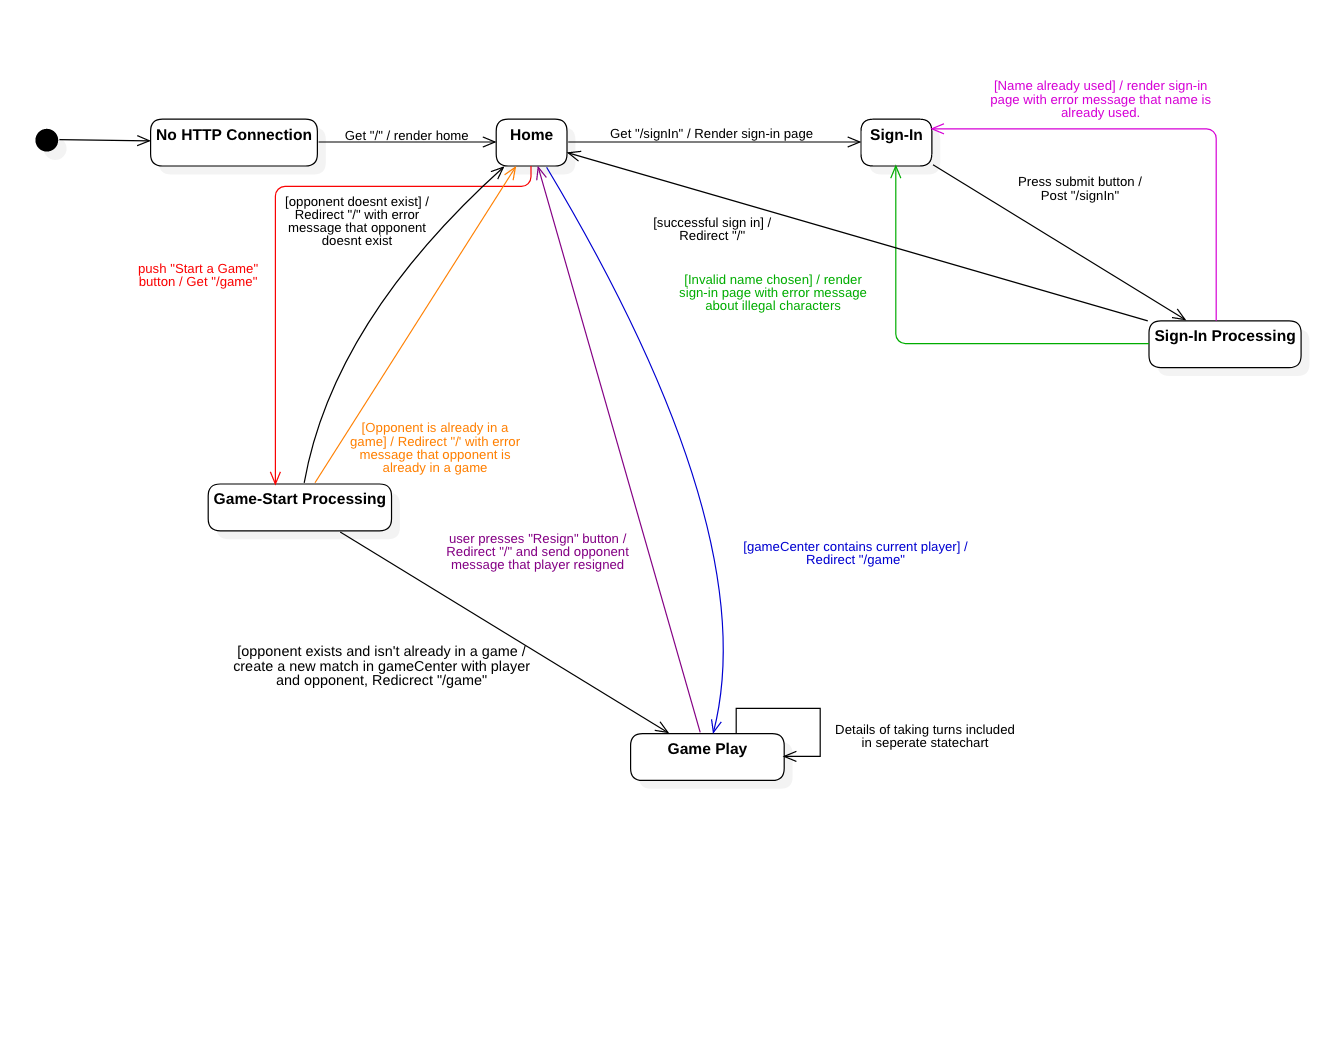 [Name already used] / render sign-in
page with error message that name is
already used.
No HTTP Connection
Get "/" / render home
Home
Get "/signIn" / Render sign-in page
Sign-In
Press submit button /
Post "/signIn"
[opponent doesnt exist] /
Redirect "/" with error
message that opponent
doesnt exist
[successful sign in] /
Redirect "/"
push "Start a Game"
button / Get "/game"
[Invalid name chosen] / render
sign-in page with error message
about illegal characters
Sign-In Processing
[Opponent is already in a
game] / Redirect "/' with error
message that opponent is
already in a game
Game-Start Processing
user presses "Resign" button /
Redirect "/" and send opponent
message that player resigned
[gameCenter contains current player] /
Redirect "/game"
[opponent exists and isn't already in a game /
create a new match in gameCenter with player
and opponent, Redicrect "/game"
Game Play
Details of taking turns included
in seperate statechart